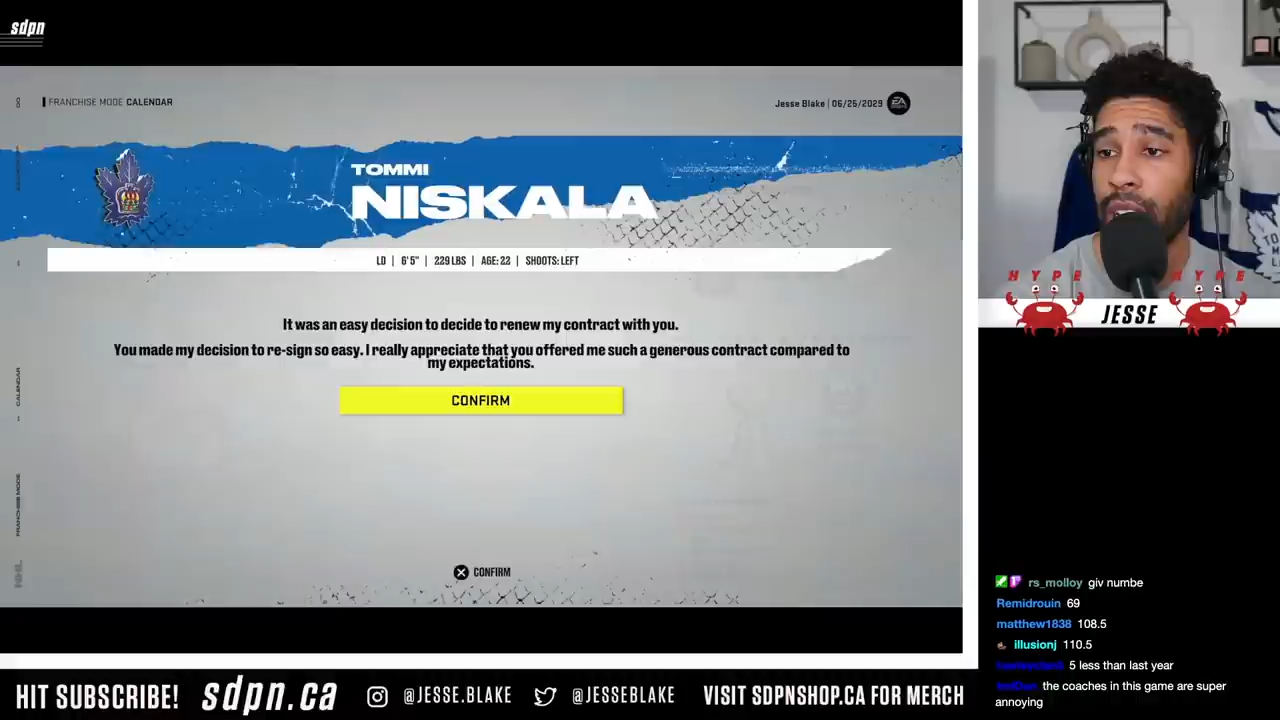 sdpn
FRANCHISE MODE CALENDAR
Jesse Blake | 06/25/2029
TOMMI
NISKALA
LD | 6' 5" | 229 LBS | AGE: 22 | SHOOTS: LEFT
It was an easy decision to decide to renew my contract with you.
You made my decision to re-sign so easy. I really appreciate that you offered me such a generous contract compared to
my expectations.
CONFIRM
CONFIRM
CALENDAR
FRANCHISE MODE
NHL
HYPE HYPE
JESSE
rs_molloy giv numbe
Remidrouin 69
matthew1838 108.5
illusionj 110.5
5 less than last year
the coaches in this game are super
annoying
HIT SUBSCRIBE! sdpn.ca @JESSE.BLAKE @JESSEBLAKE VISIT SDPNSHOP.CA FOR MERCH